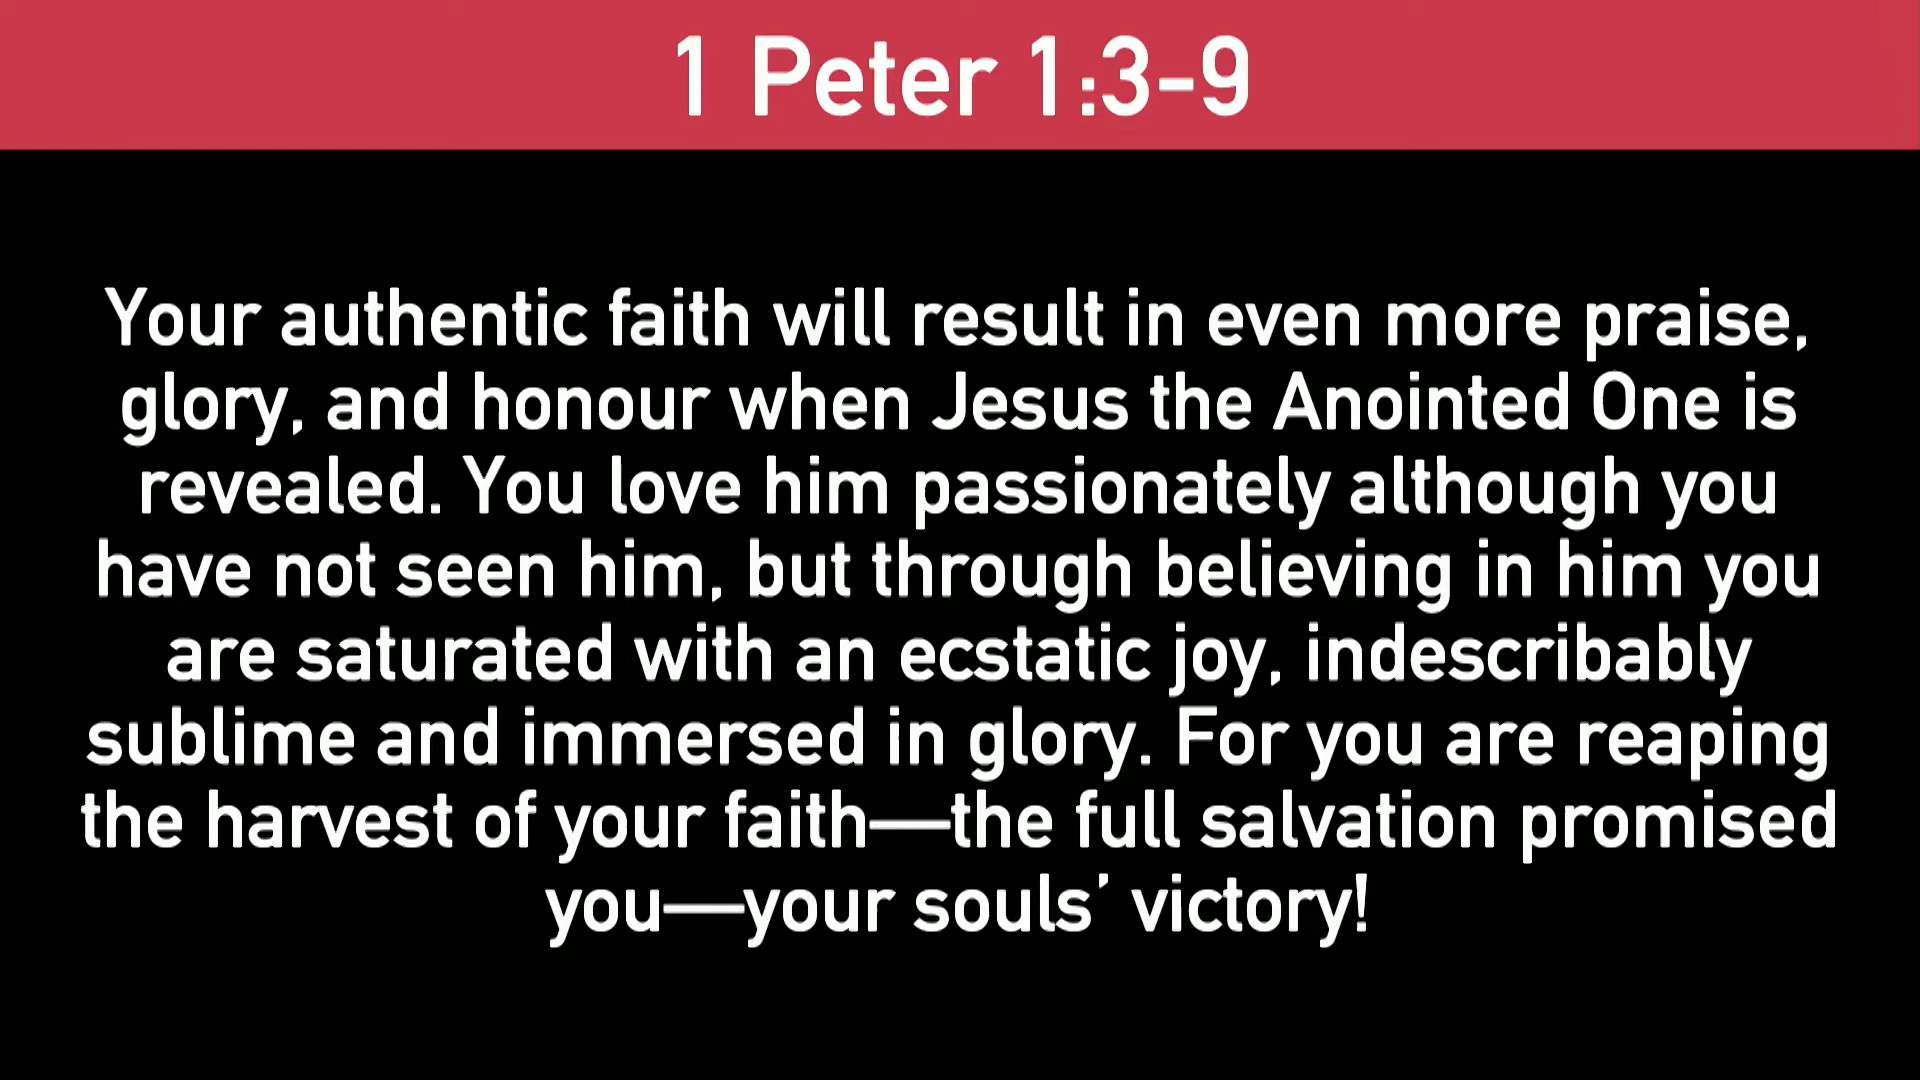 1 Peter 1:3-9
Your authentic faith will result in even more praise,
glory, and honour when Jesus the Anointed One is
revealed. You love him passionately although you
have not seen him, but through believing in him you
are saturated with an ecstatic joy, indescribably
sublime and immersed in glory. For you are reaping
the harvest of your faith—the full salvation promised
you—your souls’ victory!